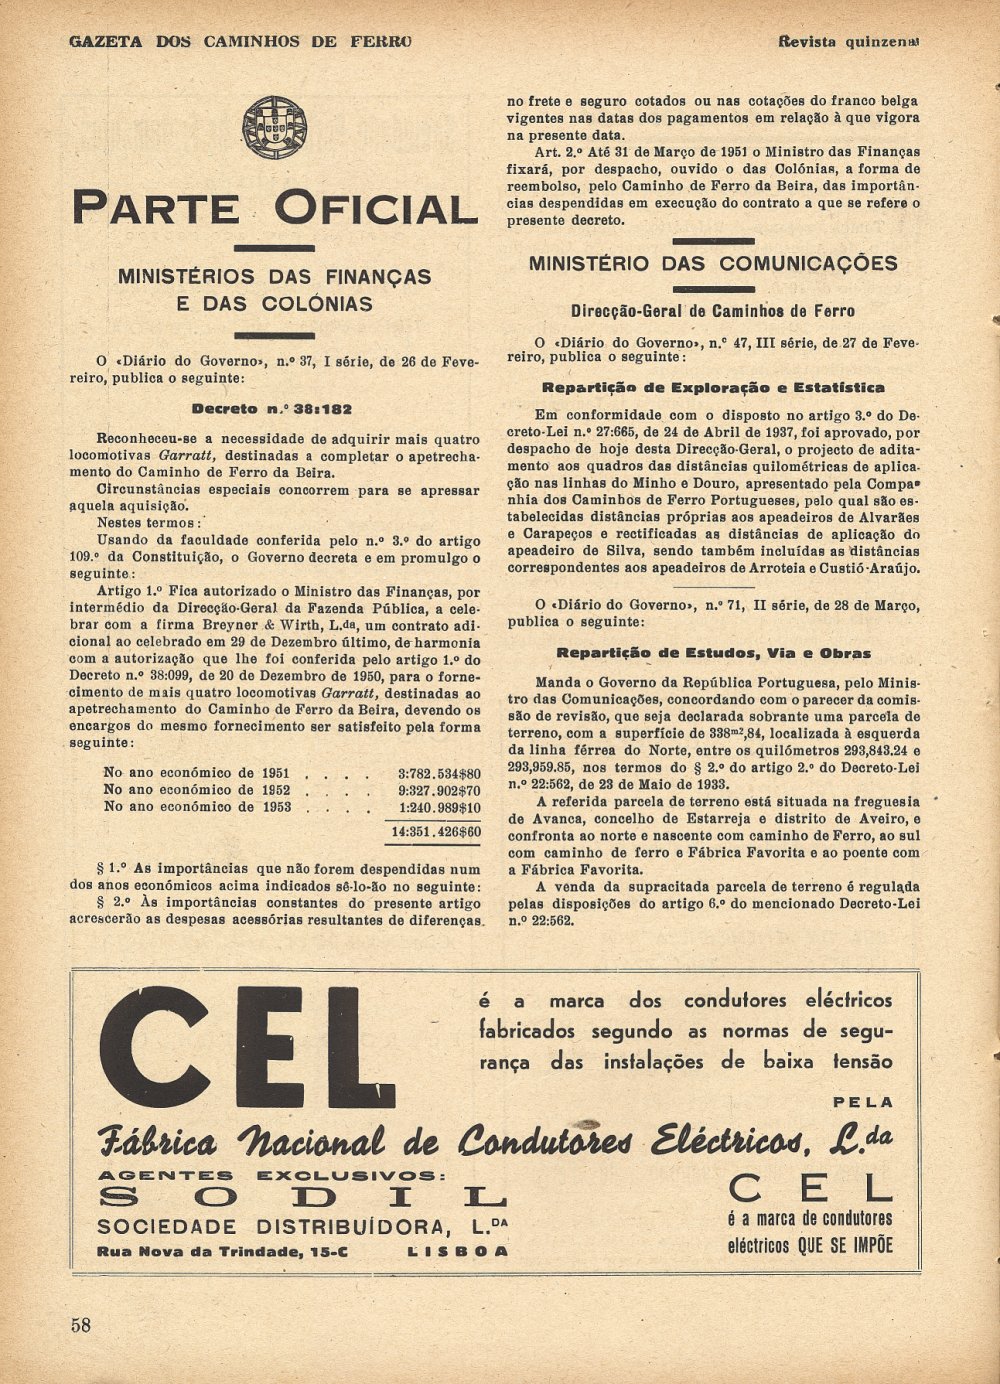 GAZETA DOS CAMINHOS DE FERRO
Revista quinzenal
PARTE OFICIAL
MINISTÉRIOS DAS FINANÇAS
E DAS COLÓNIAS
O «Diário do Governo», n.º 37, I série, de 26 de Feve-
reiro, publica o seguinte:
Decreto n.º 38:182
Reconheceu-se a necessidade de adquirir mais quatro
locomotivas Garratt, destinadas a completar o apetrecha-
mento do Caminho de Ferro da Beira.
Circunstâncias especiais concorrem para se apressar
aquela aquisição.
Nestes termos:
Usando da faculdade conferida pelo n.º 3.º do artigo
109.º da Constituição, o Governo decreta e em promulgo o
seguinte:
Artigo 1.º Fica autorizado o Ministro das Finanças, por
intermédio da Direcção-Geral da Fazenda Pública, a cele-
brar com a firma Breyner & Wirth, L.da, um contrato adi-
cional ao celebrado em 29 de Dezembro último, de harmonia
com a autorização que lhe foi conferida pelo artigo 1.º do
Decreto n.º 38:099, de 20 de Dezembro de 1950, para o forne-
cimento de mais quatro locomotivas Garratt, destinadas ao
apetrechamento do Caminho de Ferro da Beira, devendo os
encargos do mesmo fornecimento ser satisfeito pela forma
seguinte:
No ano económico de 1951 . . . . 3:782.534$80
No ano económico de 1952 . . . . 9:327.902$70
No ano económico de 1953 . . . . 1:240.989$10
14:351.426$60
§ 1.º As importâncias que não forem despendidas num
dos anos económicos acima indicados sê-lo-ão no seguinte:
§ 2.º Às importâncias constantes do presente artigo
acrescerão as despesas acessórias resultantes de diferenças
no frete e seguro cotados ou nas cotações do franco belga
vigentes nas datas dos pagamentos em relação à que vigora
na presente data.
Art. 2.º Até 31 de Março de 1951 o Ministro das Finanças
fixará, por despacho, ouvido o das Colónias, a forma de
reembolso, pelo Caminho de Ferro da Beira, das importân-
cias despendidas em execução do contrato a que se refere o
presente decreto.
MINISTÉRIO DAS COMUNICAÇÕES
Direcção-Geral de Caminhos de Ferro
O «Diário do Governo», n.º 47, III série, de 27 de Feve-
reiro, publica o seguinte:
Repartição de Exploração e Estatística
Em conformidade com o disposto no artigo 3.º do De-
creto-Lei n.º 27:665, de 24 de Abril de 1937, foi aprovado, por
despacho de hoje desta Direcção-Geral, o projecto de adita-
mento aos quadros das distâncias quilométricas de aplica-
ção nas linhas do Minho e Douro, apresentado pela Compa-
nhia dos Caminhos de Ferro Portugueses, pelo qual são es-
tabelecidas distâncias próprias aos apeadeiros de Alvarães
e Carapeços e rectificadas as distâncias de aplicação do
apeadeiro de Silva, sendo também incluídas as distâncias
correspondentes aos apeadeiros de Arroteia e Custió-Araújo.
O «Diário do Governo», n.º 71, II série, de 28 de Março,
publica o seguinte:
Repartição de Estudos, Via e Obras
Manda o Governo da República Portuguesa, pelo Minis-
tro das Comunicações, concordando com o parecer da comis-
são de revisão, que seja declarada sobrante uma parcela de
terreno, com a superfície de 338m²,84, localizada à esquerda
da linha férrea do Norte, entre os quilómetros 293,843.24 e
293,959.85, nos termos do § 2.º do artigo 2.º do Decreto-Lei
n.º 22:562, de 23 de Maio de 1933.
A referida parcela de terreno está situada na freguesia
de Avanca, concelho de Estarreja e distrito de Aveiro, e
confronta ao norte e nascente com caminho de Ferro, ao sul
com caminho de ferro e Fábrica Favorita e ao poente com
a Fábrica Favorita.
A venda da supracitada parcela de terreno é regulada
pelas disposições do artigo 6.º do mencionado Decreto-Lei
n.º 22:562.
CEL
é a marca dos condutores eléctricos
fabricados segundo as normas de segu-
rança das instalações de baixa tensão
PELA
Fábrica Nacional de Condutores Eléctricos, L.da
AGENTES EXCLUSIVOS:
SODIL
SOCIEDADE DISTRIBUÍDORA, L.DA
Rua Nova da Trindade, 15-C LISBOA
CEL
é a marca de condutores
eléctricos QUE SE IMPÕE
58